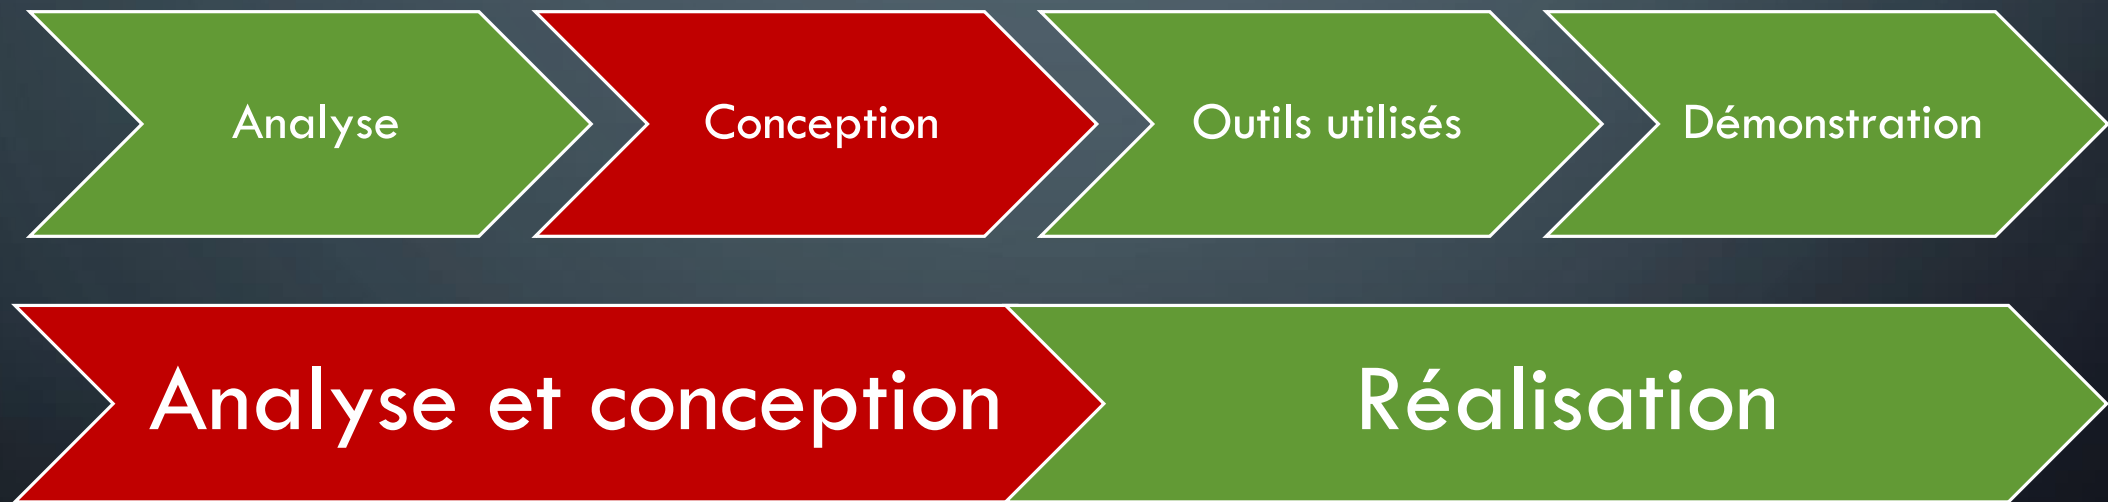 Analyse
Conception
Outils utilisés
Démonstration
Analyse et conception
Réalisation